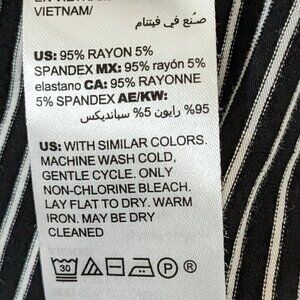 VIETNAM/
صنع في فيتنام
US: 95% RAYON 5%
SPANDEX MX: 95% rayón 5%
elastano CA: 95% RAYONNE
5% SPANDEX AE/KW:
95% رايون 5% سبانديكس
US: WITH SIMILAR COLORS.
MACHINE WASH COLD,
GENTLE CYCLE. ONLY
NON-CHLORINE BLEACH.
LAY FLAT TO DRY. WARM
IRON. MAY BE DRY
CLEANED
30 P ®